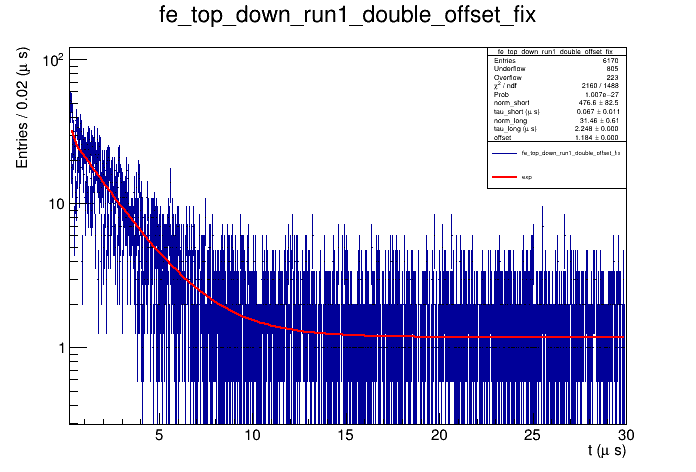 fe_top_down_run1_double_offset_fix
Entries / 0.02 (μ s)
10²
10
1
fe_top_down_run1_double_offset_fix
Entries 6170
Underflow 805
Overflow 223
χ² / ndf 2160 / 1488
Prob 1.007e−27
norm_short 476.6 ± 82.5
tau_short (μ s) 0.067 ± 0.011
norm_long 31.46 ± 0.61
tau_long (μ s) 2.248 ± 0.000
offset 1.184 ± 0.000
fe_top_down_run1_double_offset_fix
exp
5 10 15 20 25 30
t (μ s)